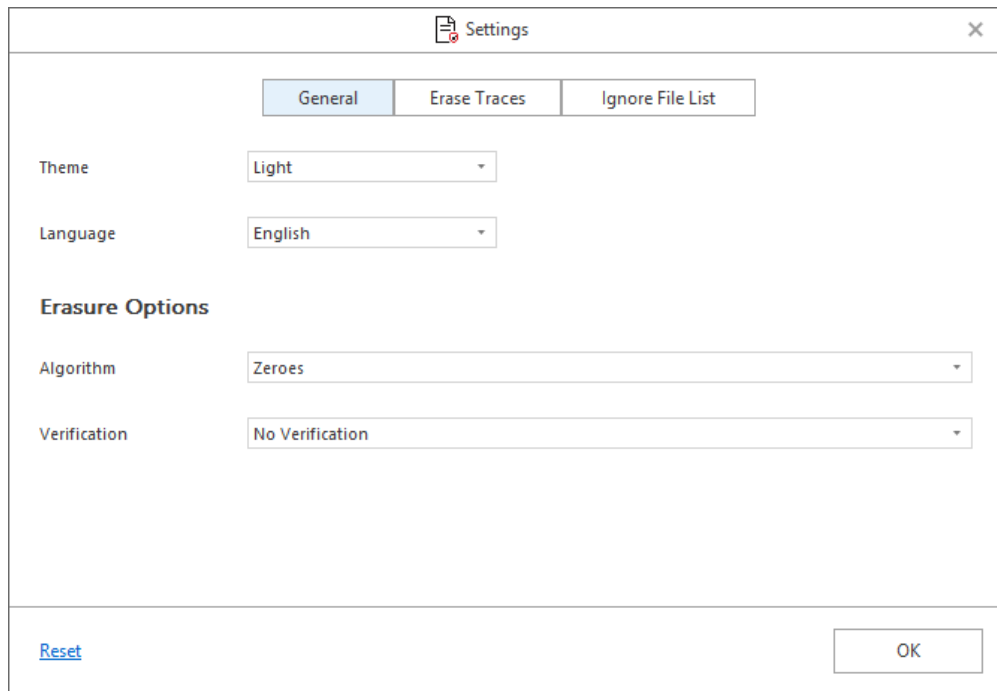 Settings
General Erase Traces Ignore File List
Theme Light
Language English
Erasure Options
Algorithm Zeroes
Verification No Verification
Reset OK